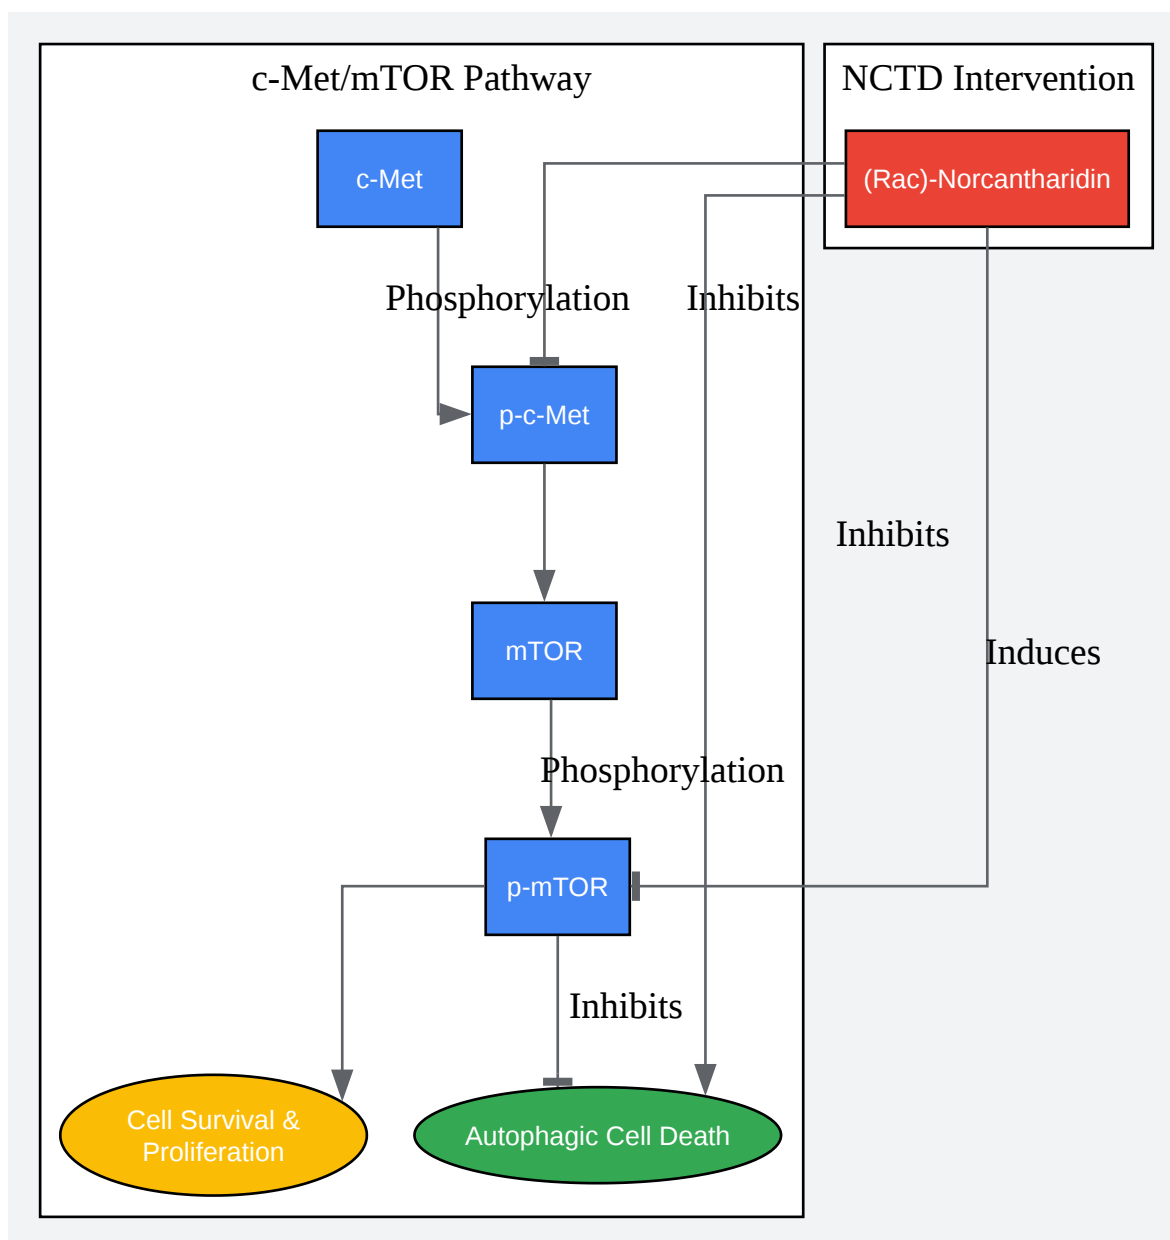 c-Met/mTOR Pathway
NCTD Intervention
c-Met
(Rac)-Norcantharidin
Phosphorylation
Inhibits
p-c-Met
Inhibits
mTOR
Induces
Phosphorylation
p-mTOR
Inhibits
Cell Survival &
Proliferation
Autophagic Cell Death